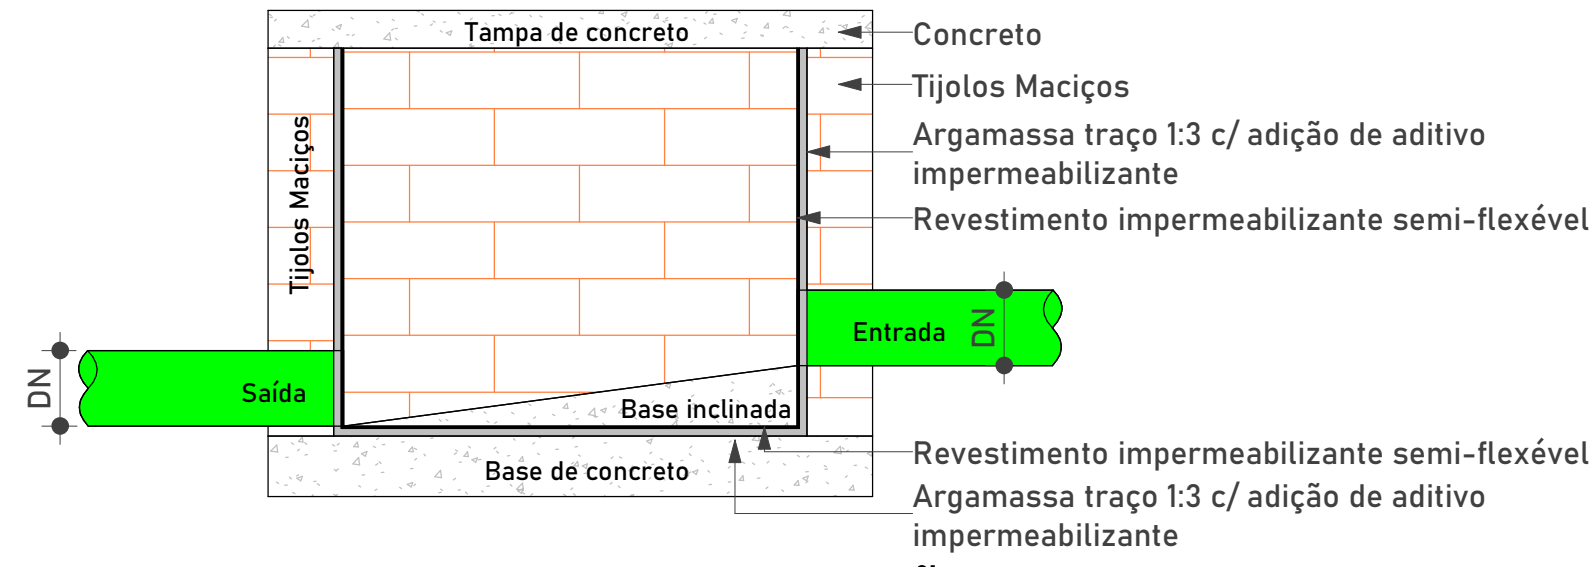 Tampa de concreto
Concreto
Tijolos Maciços
Tijolos Maciços
Argamassa traço 1:3 c/ adição de aditivo
impermeabilizante
Revestimento impermeabilizante semi-flexével
Entrada
DN
DN
Saída
Base inclinada
Base de concreto
Revestimento impermeabilizante semi-flexével
Argamassa traço 1:3 c/ adição de aditivo
impermeabilizante